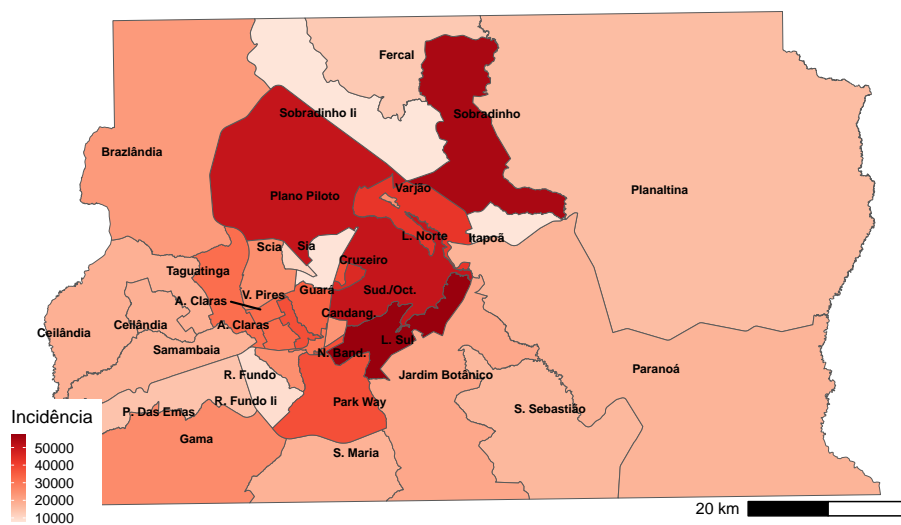 Fercal
Sobradinho Ii
Sobradinho
Brazlândia
Varjão
Planaltina
Plano Piloto
L. Norte
Itapoã
Scia
Sia
Cruzeiro
Taguatinga
V. Pires
Guará
Sud./Oct.
A. Claras
Candang.
Ceilândia
Ceilândia
A. Claras
L. Sul
Samambaia
N. Band.
R. Fundo
Jardim Botânico
Paranoá
R. Fundo Ii
Park Way
P. Das Emas
S. Sebastião
Gama
S. Maria
Incidência
50000
40000
30000
20000
10000
20 km